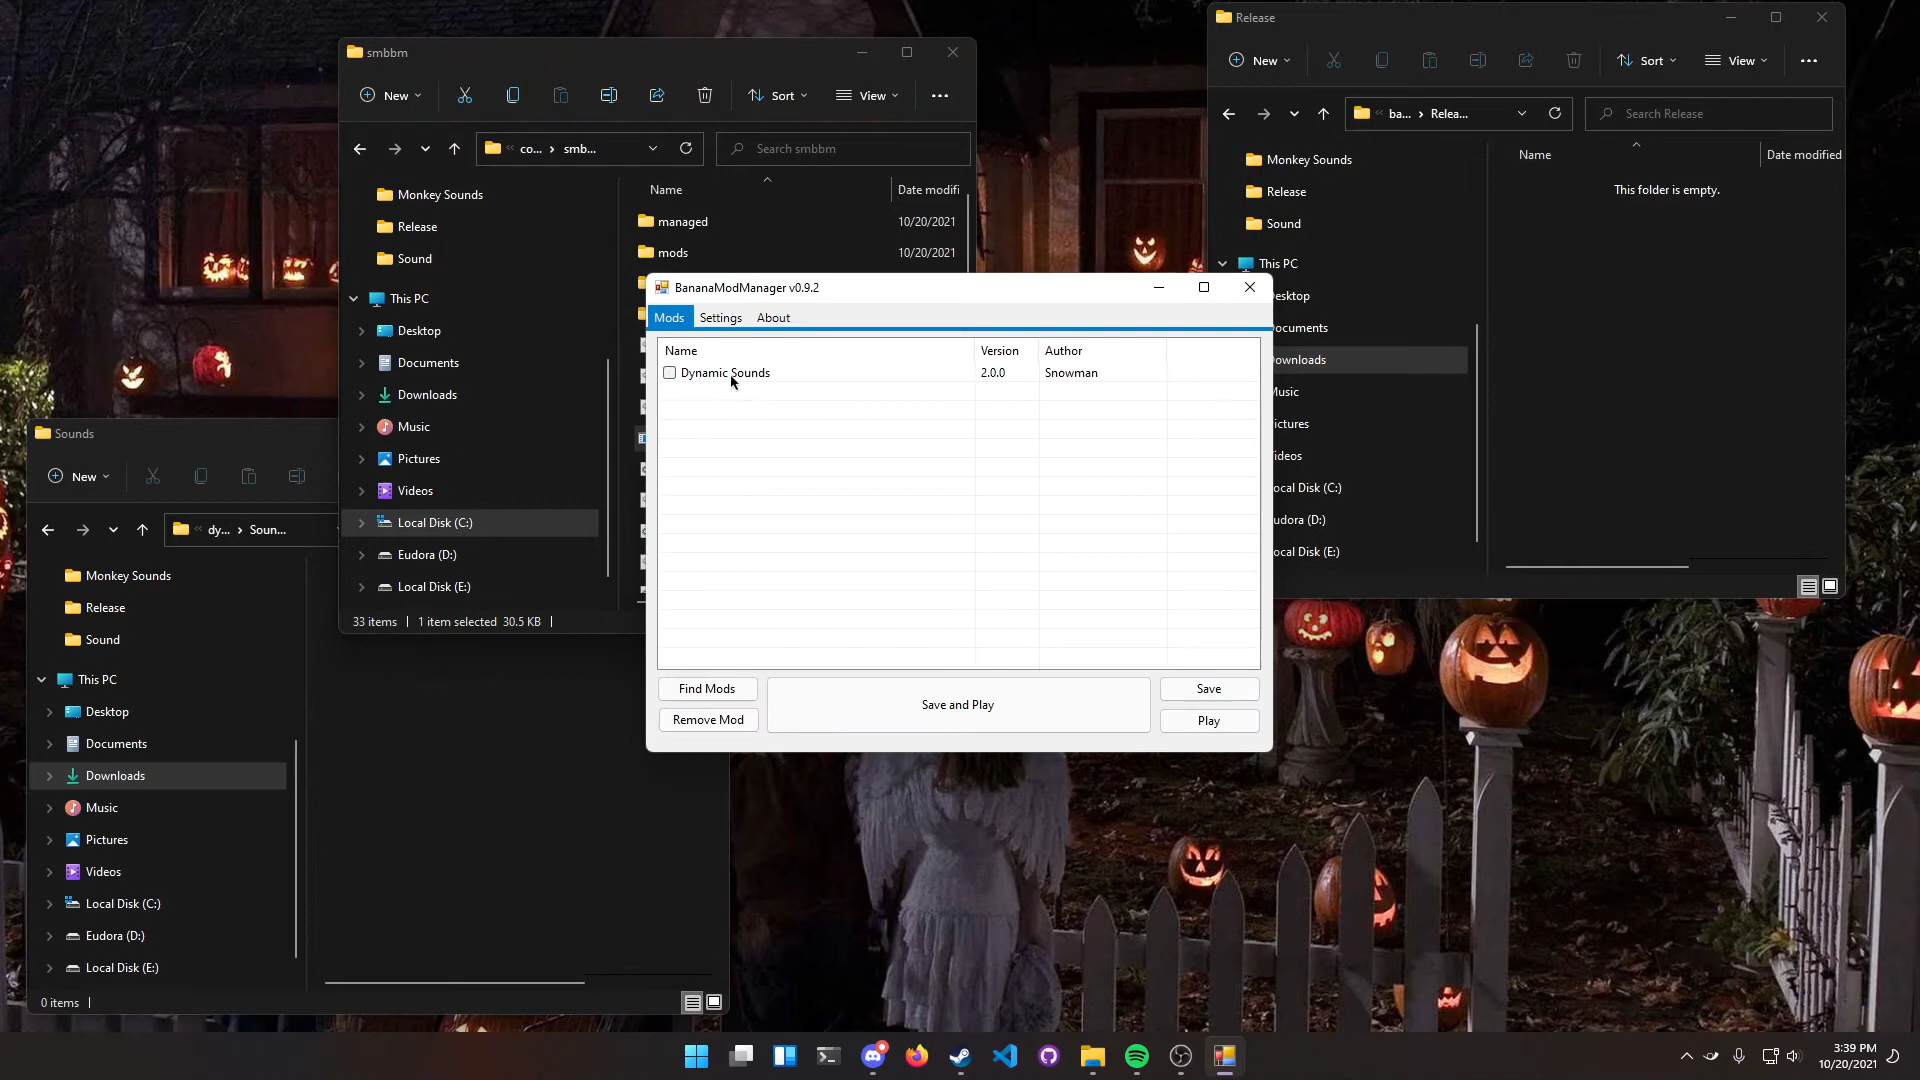 smbbm
New
Sort
View
co... › smb...
Search smbbm
Monkey Sounds
Release
Sound
This PC
Desktop
Documents
Downloads
Music
Pictures
Videos
Local Disk (C:)
Eudora (D:)
Local Disk (E:)
Name
Date modifi
managed
10/20/2021
mods
10/20/2021
33 items
1 item selected 30.5 KB
Release
New
Sort
View
ba... › Relea...
Search Release
Monkey Sounds
Release
Sound
This PC
esktop
ocuments
ownloads
Music
ictures
ideos
ocal Disk (C:)
udora (D:)
ocal Disk (E:)
Name
Date modified
This folder is empty.
Sounds
New
dy... › Soun...
Monkey Sounds
Release
Sound
This PC
Desktop
Documents
Downloads
Music
Pictures
Videos
Local Disk (C:)
Eudora (D:)
Local Disk (E:)
0 items
BananaModManager v0.9.2
Mods Settings About
Name Version Author
Dynamic Sounds 2.0.0 Snowman
Find Mods
Remove Mod
Save and Play
Save
Play
3:39 PM
10/20/2021